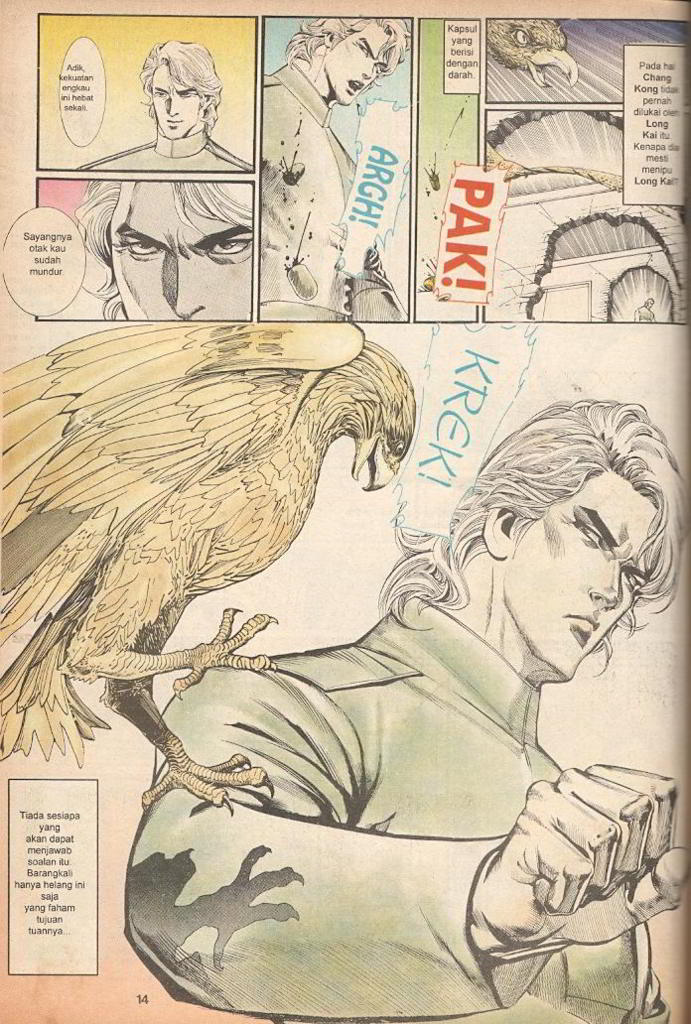 Adik,
kekuatan
engkau
ini hebat
sekali.
ARGH!
Kapsul
yang
berisi
dengan
darah.
PAK!
Pada hal
Chang
Kong tidak
pernah
dilukai oleh
Long
Kai itu.
Kenapa dia
mesti
menipu
Long Kai?
Sayangnya
otak kau
sudah
mundur.
KREK!
Tiada sesiapa
yang
akan dapat
menjawab
soalan itu.
Barangkali
hanya helang ini
saja
yang faham
tujuan
tuannya...
14